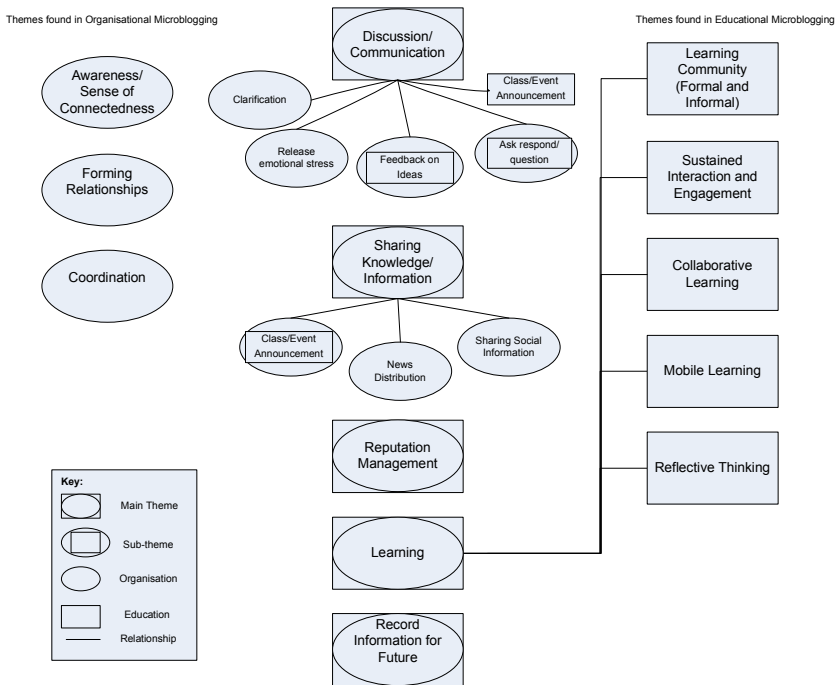 Themes found in Organisational Microblogging
Awareness/
Sense of
Connectedness
Forming
Relationships
Coordination
Discussion/
Communication
Clarification
Release
emotional stress
Feedback on
Ideas
Ask respond/
question
Class/Event
Announcement
Sharing
Knowledge/
Information
Class/Event
Announcement
News
Distribution
Sharing Social
Information
Reputation
Management
Learning
Record
Information for
Future
Themes found in Educational Microblogging
Learning
Community
(Formal and
Informal)
Sustained
Interaction and
Engagement
Collaborative
Learning
Mobile Learning
Reflective Thinking
Key:
Main Theme
Sub-theme
Organisation
Education
Relationship